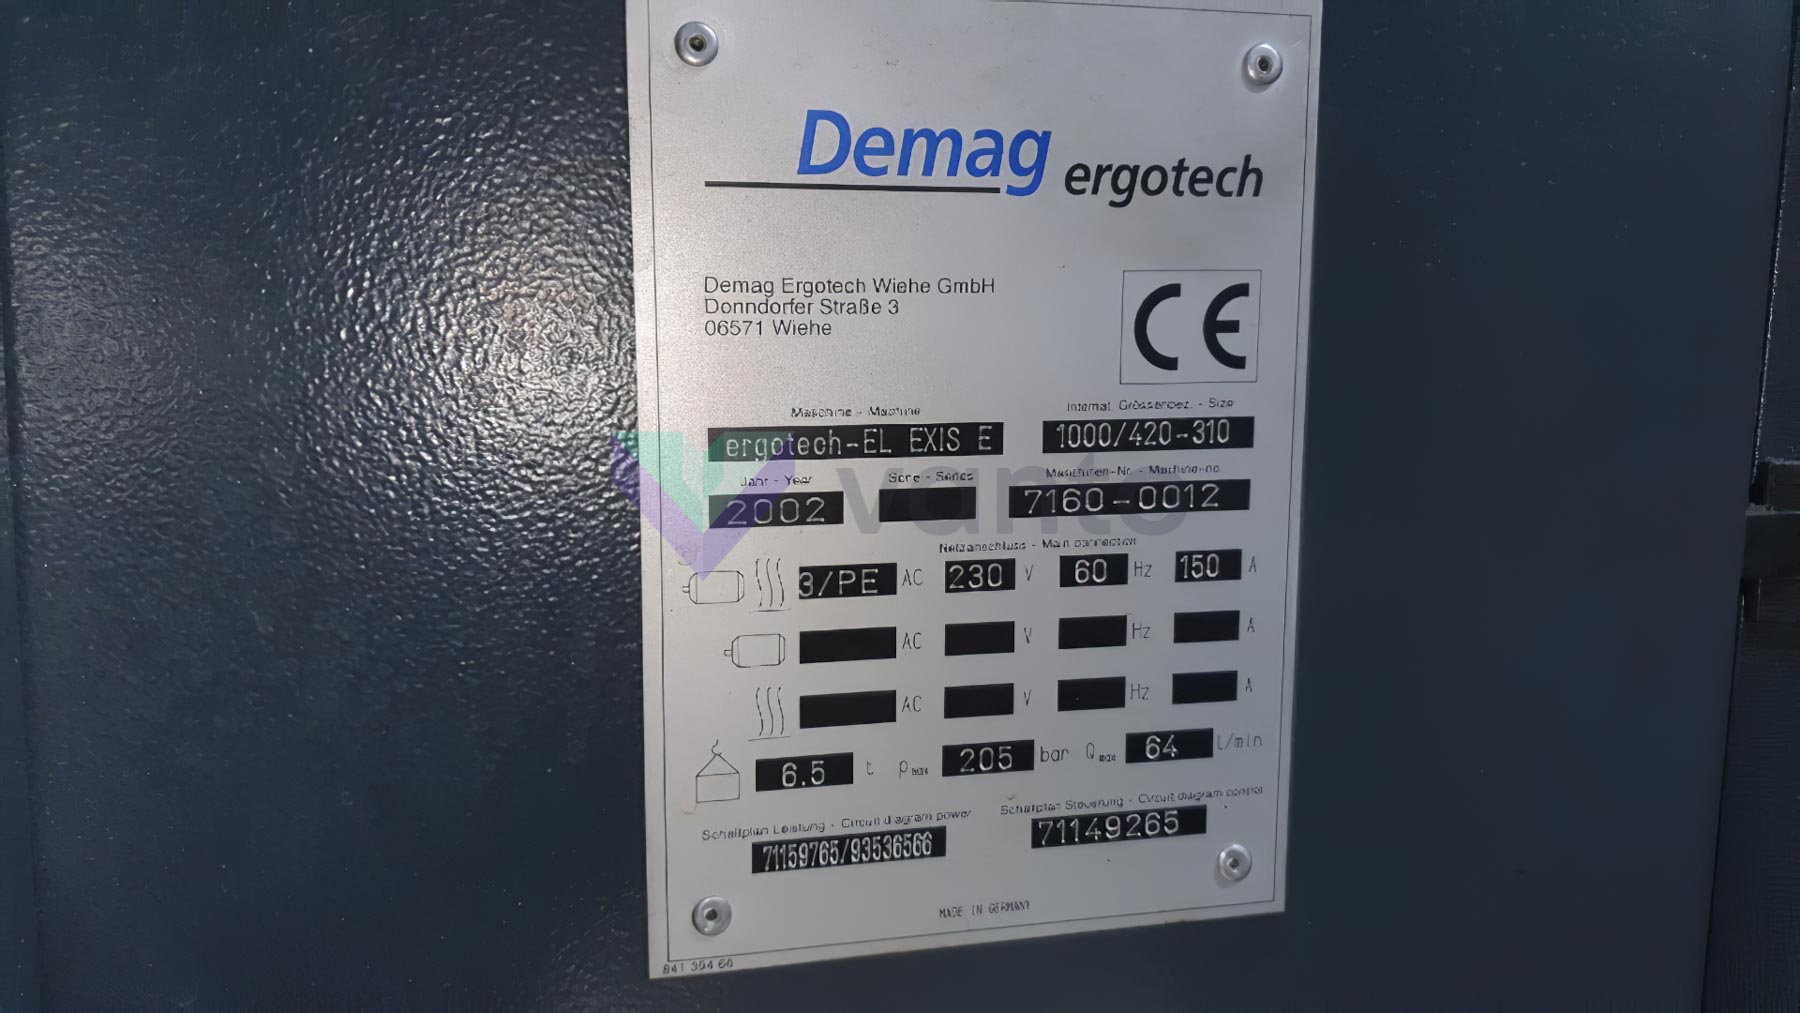 Demag ergotech
Demag Ergotech Wiehe GmbH
Donndorfer Straße 3
06571 Wiehe
CE
Maschine - Machine
Internat. Grössenbez. - Size
ergotech-EL EXIS E
1000/420-310
Jahr - Year
Serie - Series
Maschinen-Nr. - Machine-no
2002
7160-0012
vanto
Netzanschluss - Main connection
3/PE AC 230 V 60 Hz 150 A
AC V Hz A
AC V Hz A
6.5 t pmax 205 bar Qmax 64 l/min
Schaltplan Leistung - Circuit diagram power
Schaltplan Steuerung - Circuit diagram control
71159765/93536566
71149265
MADE IN GERMANY
841 394 60